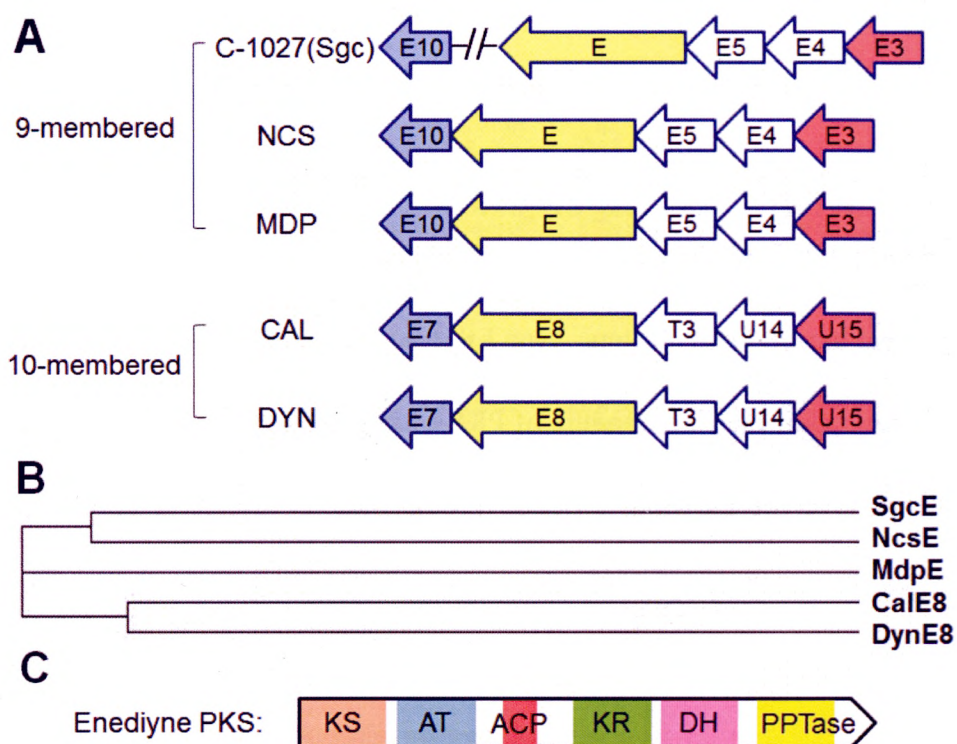 A
C-1027(Sgc) E10 E E5 E4 E3
9-membered
NCS E10 E E5 E4 E3
MDP E10 E E5 E4 E3
CAL E7 E8 T3 U14 U15
10-membered
DYN E7 E8 T3 U14 U15
B
SgcE
NcsE
MdpE
CalE8
DynE8
C
Enediyne PKS: KS AT ACP KR DH PPTase